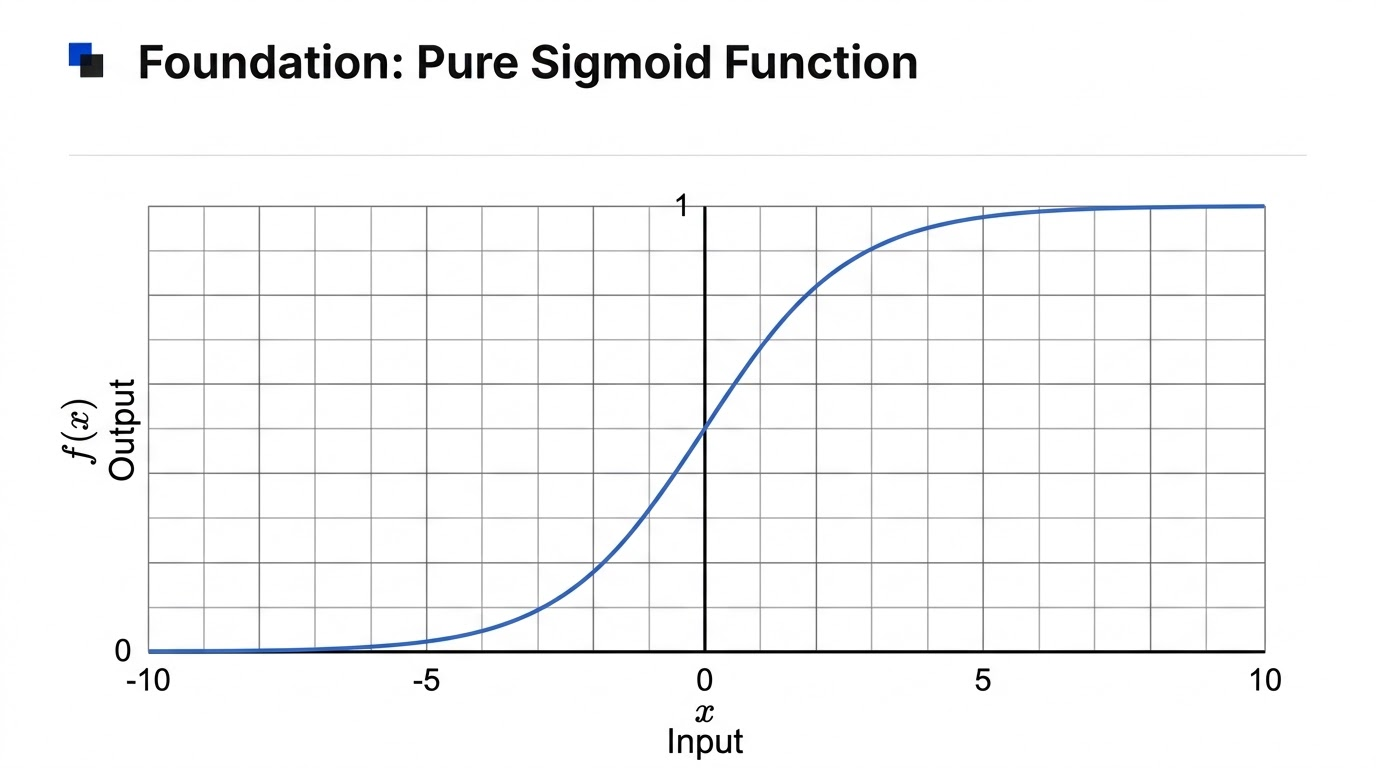 Foundation: Pure Sigmoid Function
1
f(x)
Output
0
-10 -5 0 5 10
x
Input